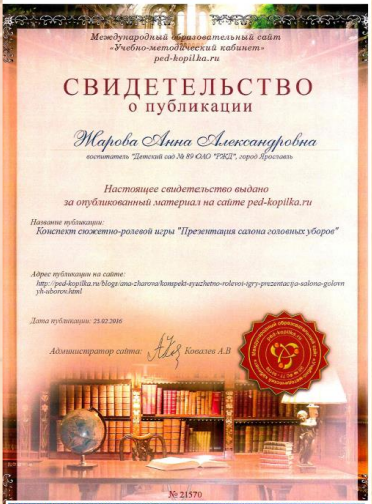 Международный образовательный сайт
«Учебно-методический кабинет»
ped-kopilka.ru
СВИДЕТЕЛЬСТВО
о публикации
Жарова Анна Александровна
воспитатель "Детский сад № 89 ОАО "РЖД", город Ярославль
Настоящее свидетельство выдано
за опубликованный материал на сайте ped-kopilka.ru
Название публикации:
Конспект сюжетно-ролевой игры "Презентация салона головных уборов"
Адрес публикации на сайте:
http://ped-kopilka.ru/blogs/ana-zharova/konspekt-syuzhetno-rolevoi-igry-prezentacija-salona-golovn
yh-uborov.html
Дата публикации: 25.02.2016
Администратор сайта: Ковалев А.В
ped-kopilka.ru
№ 21570